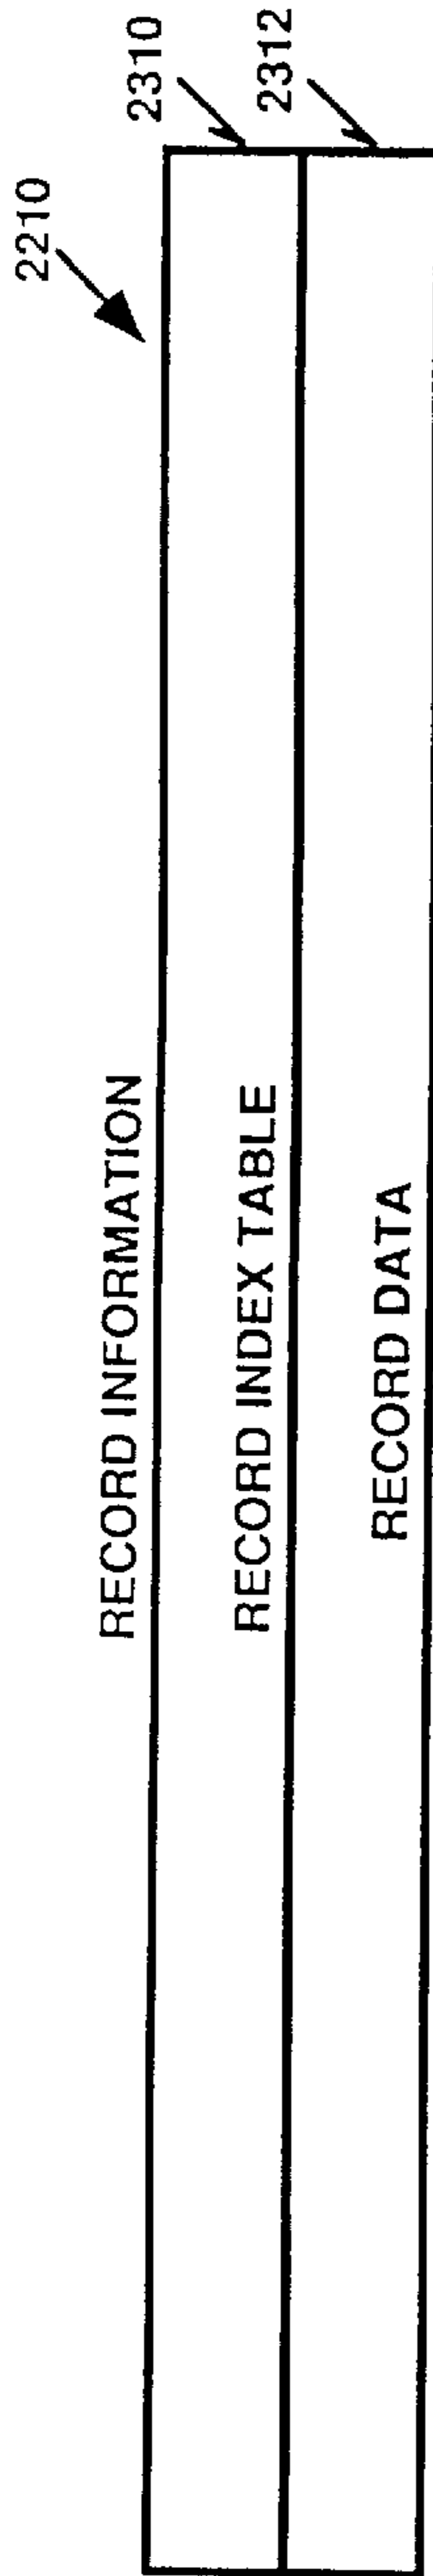 2210
RECORD INFORMATION
2310
RECORD INDEX TABLE
2312
RECORD DATA